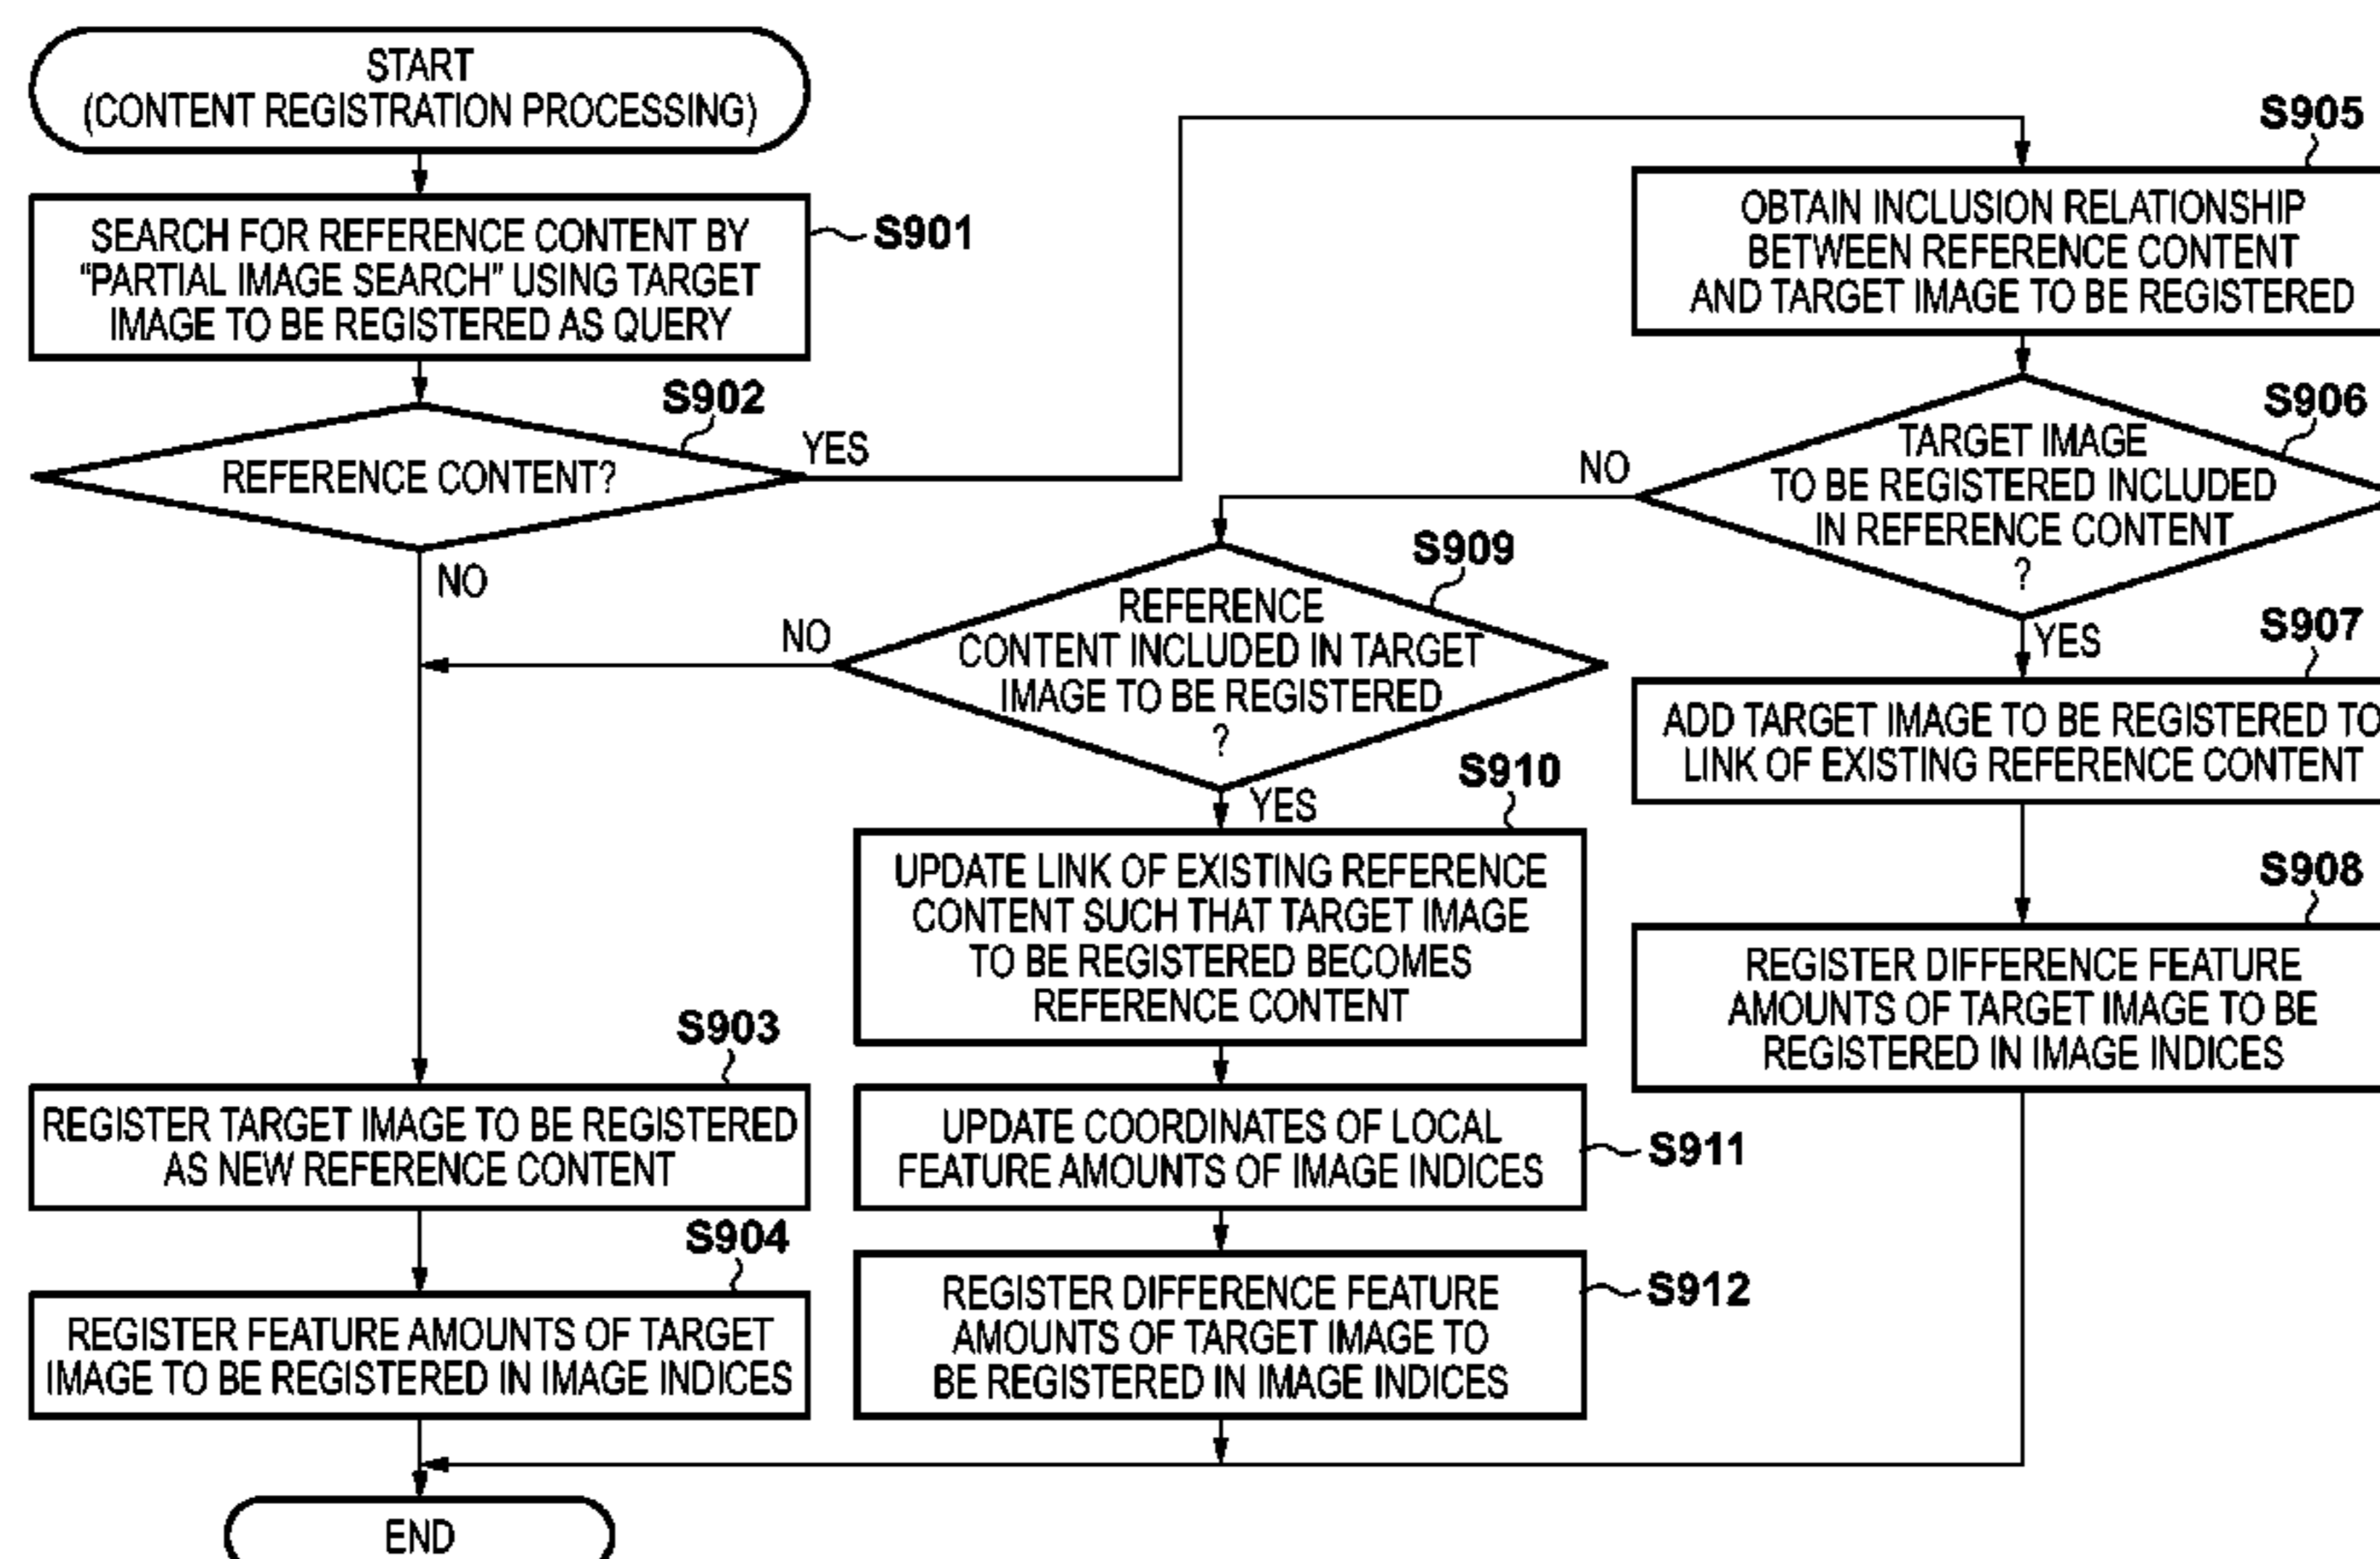 START
(CONTENT REGISTRATION PROCESSING)
SEARCH FOR REFERENCE CONTENT BY
“PARTIAL IMAGE SEARCH” USING TARGET
IMAGE TO BE REGISTERED AS QUERY
S901
S902
REFERENCE CONTENT?
YES
NO
S903
REGISTER TARGET IMAGE TO BE REGISTERED
AS NEW REFERENCE CONTENT
S904
REGISTER FEATURE AMOUNTS OF TARGET
IMAGE TO BE REGISTERED IN IMAGE INDICES
END
S905
OBTAIN INCLUSION RELATIONSHIP
BETWEEN REFERENCE CONTENT
AND TARGET IMAGE TO BE REGISTERED
S906
TARGET IMAGE
TO BE REGISTERED INCLUDED
IN REFERENCE CONTENT
?
NO
YES
S907
ADD TARGET IMAGE TO BE REGISTERED TO
LINK OF EXISTING REFERENCE CONTENT
S908
REGISTER DIFFERENCE FEATURE
AMOUNTS OF TARGET IMAGE TO BE
REGISTERED IN IMAGE INDICES
S909
REFERENCE
CONTENT INCLUDED IN TARGET
IMAGE TO BE REGISTERED
?
NO
YES
S910
UPDATE LINK OF EXISTING REFERENCE
CONTENT SUCH THAT TARGET IMAGE
TO BE REGISTERED BECOMES
REFERENCE CONTENT
UPDATE COORDINATES OF LOCAL
FEATURE AMOUNTS OF IMAGE INDICES
S911
REGISTER DIFFERENCE FEATURE
AMOUNTS OF TARGET IMAGE TO
BE REGISTERED IN IMAGE INDICES
S912